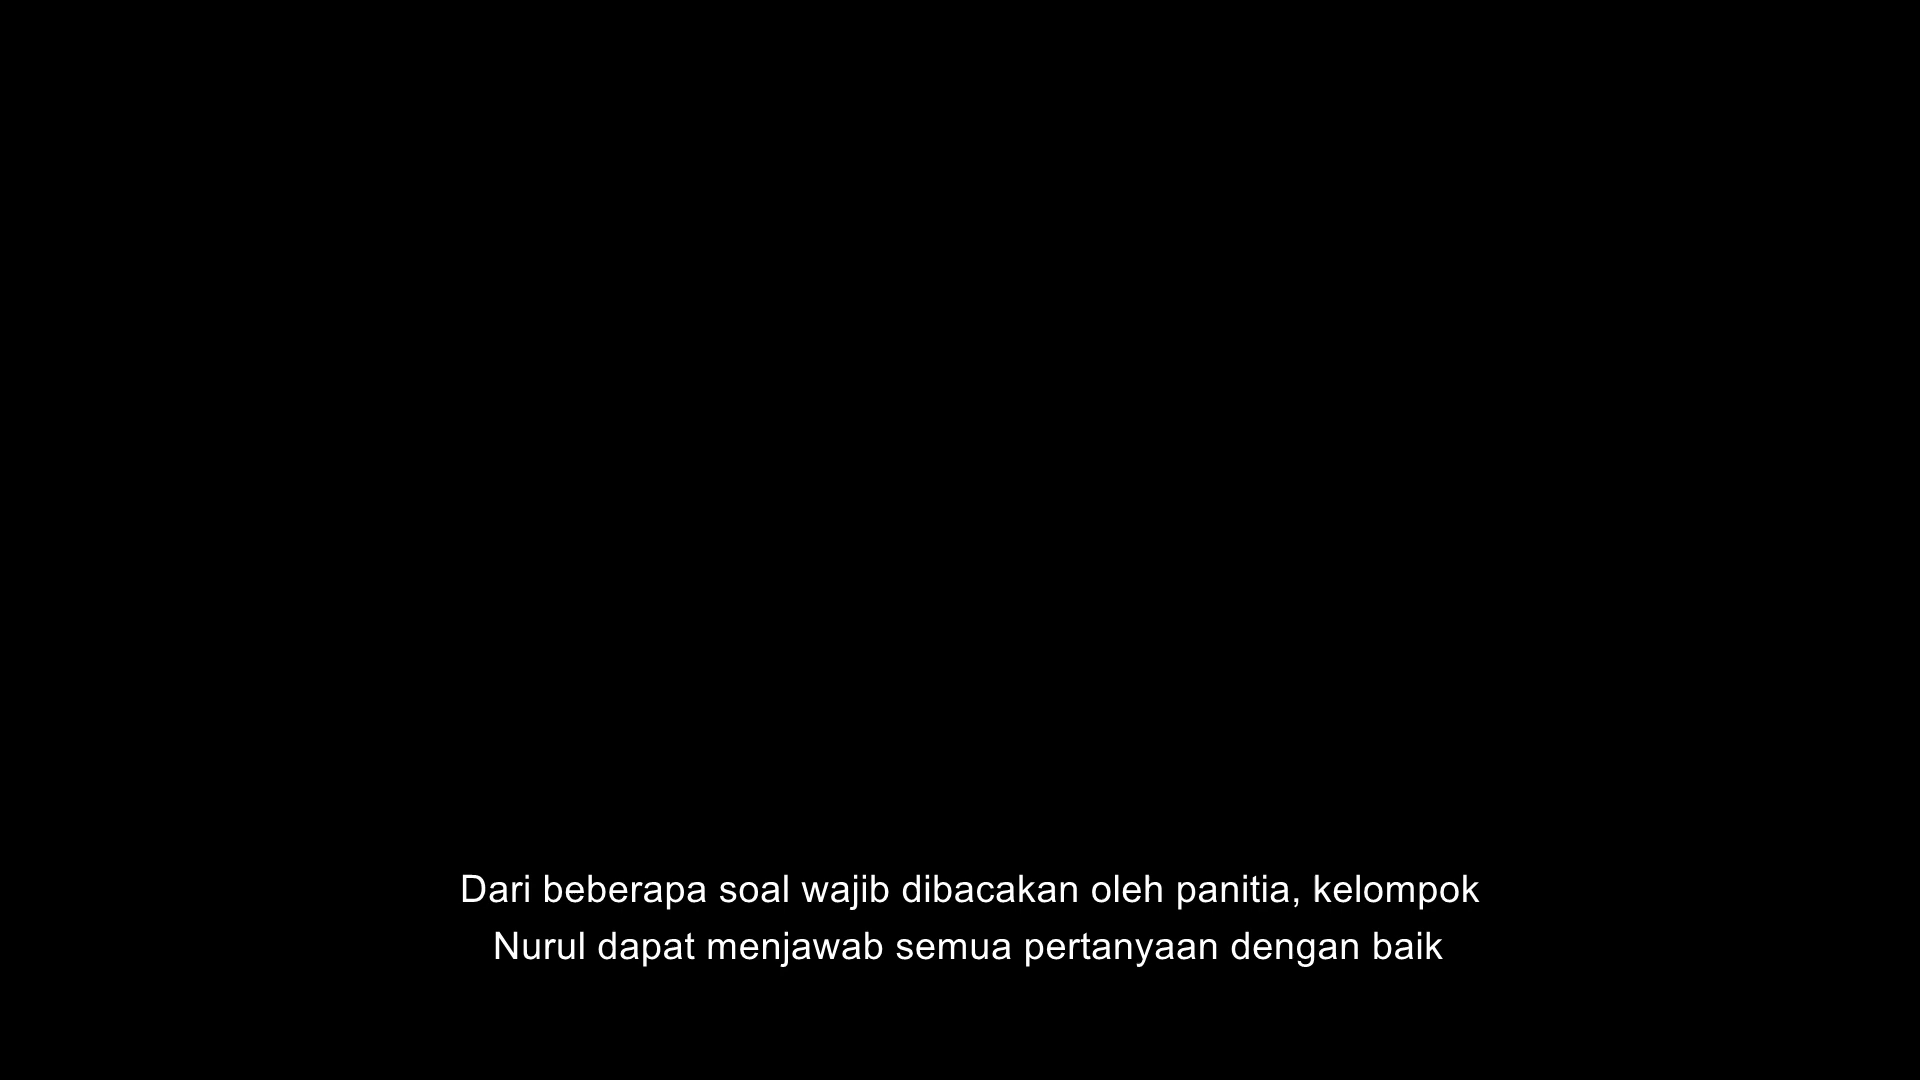 Dari beberapa soal wajib dibacakan oleh panitia, kelompok
Nurul dapat menjawab semua pertanyaan dengan baik